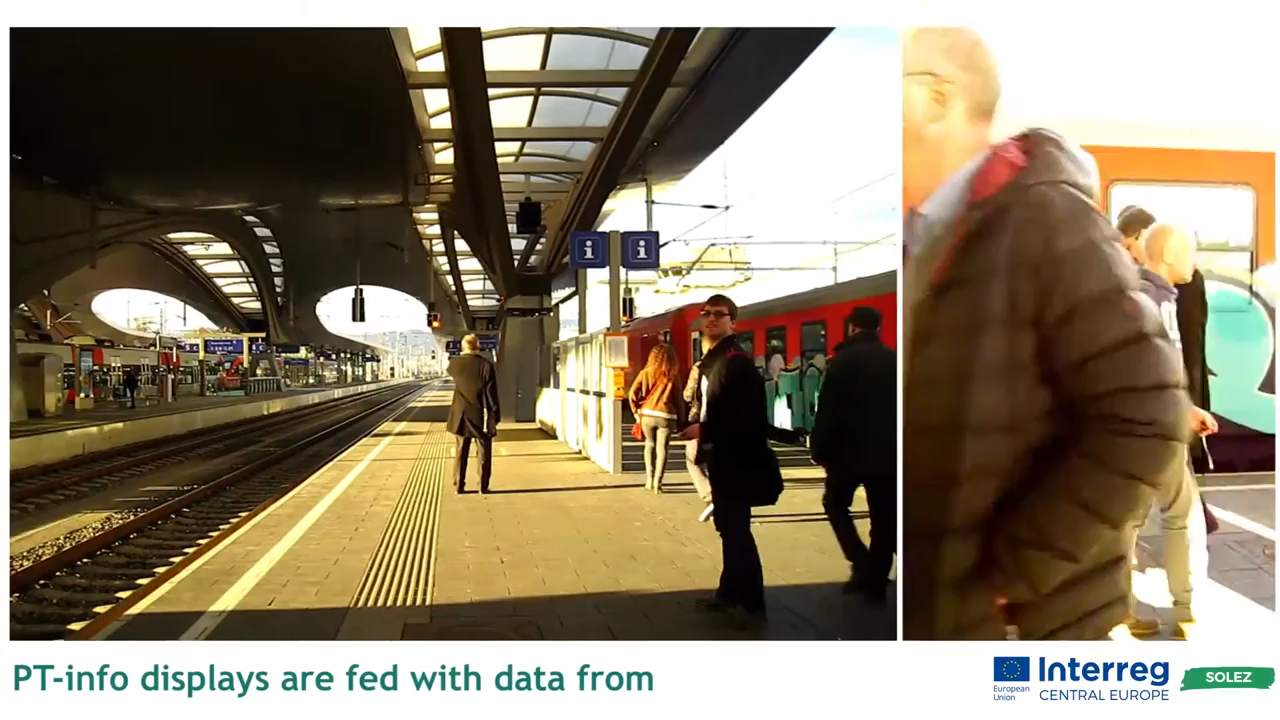 i i
PT-info displays are fed with data from
European
Union
Interreg
CENTRAL EUROPE
SOLEZ